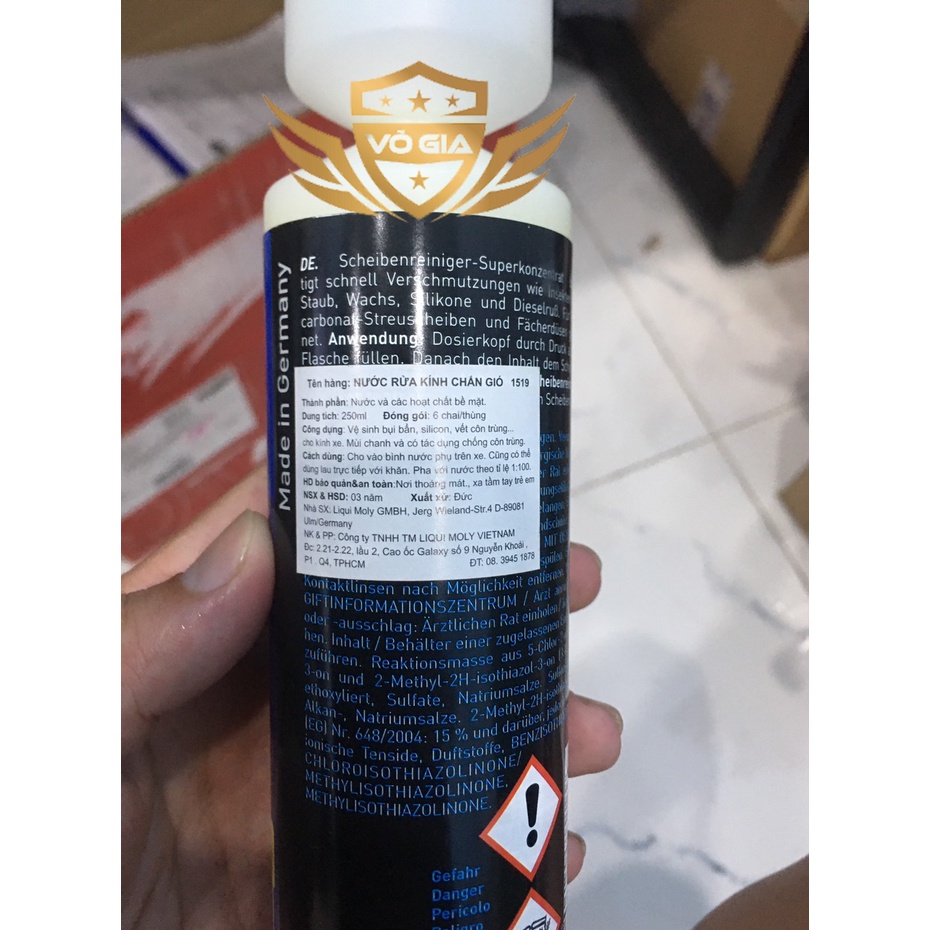 VÕ GIA
Made in Germany
DE. Scheibenreiniger-Superkonzentrat
tigt schnell Verschmutzungen wie Insekten
Staub, Wachs, Silikone und Dieselruß. Für
carbonat-Streuscheiben und Fächerdüsen
net. Anwendung: Dosierkopf durch Druck
Flasche füllen. Danach den Inhalt dem
Tên hàng: NƯỚC RỬA KÍNH CHẮN GIÓ 1519
Thành phần: Nước và các hoạt chất bề mặt.
Dung tích: 250ml Đóng gói: 6 chai/thùng
Công dụng: Vệ sinh bụi bẩn, silicon, vết côn trùng...
cho kính xe. Mùi chanh và có tác dụng chống côn trùng.
Cách dùng: Cho vào bình nước phụ trên xe. Cũng có thể
dùng lau trực tiếp với khăn. Pha với nước theo tỉ lệ 1:100.
HD bảo quản&an toàn:Nơi thoáng mát., xa tầm tay trẻ em
NSX & HSD: 03 năm Xuất xứ: Đức
Nhà SX: Liqui Moly GMBH, Jerg Wieland-Str.4 D-89081
Ulm/Germany
NK & PP: Công ty TNHH TM LIQUI MOLY VIETNAM
Đc: 2.21-2.22, lầu 2, Cao ốc Galaxy số 9 Nguyễn Khoái ,
P1 . Q4, TPHCM ĐT: 08. 3945 1878
Kontaktlinsen nach Möglichkeit entfernen.
GIFTINFORMATIONSZENTRUM / Arzt
oder -ausschlag: Ärztlichen Rat einholen /
hen. Inhalt / Behälter einer zugelassenen
zuführen. Reaktionsmasse aus 5-Chlor-
3-on und 2-Methyl-2H-isothiazol-3-on
ethoxyliert, Sulfate, Natriumsalze.
Alkan-, Natriumsalze. 2-Methyl-2H-
(EG) Nr. 648/2004: 15 % und darüber, jedoch
ionische Tenside, Duftstoffe,
CHLOROISOTHIAZOLINONE/
METHYLISOTHIAZOLINONE,
METHYLISOTHIAZOLINONE.
Gefahr
Danger
Pericolo
Peligro